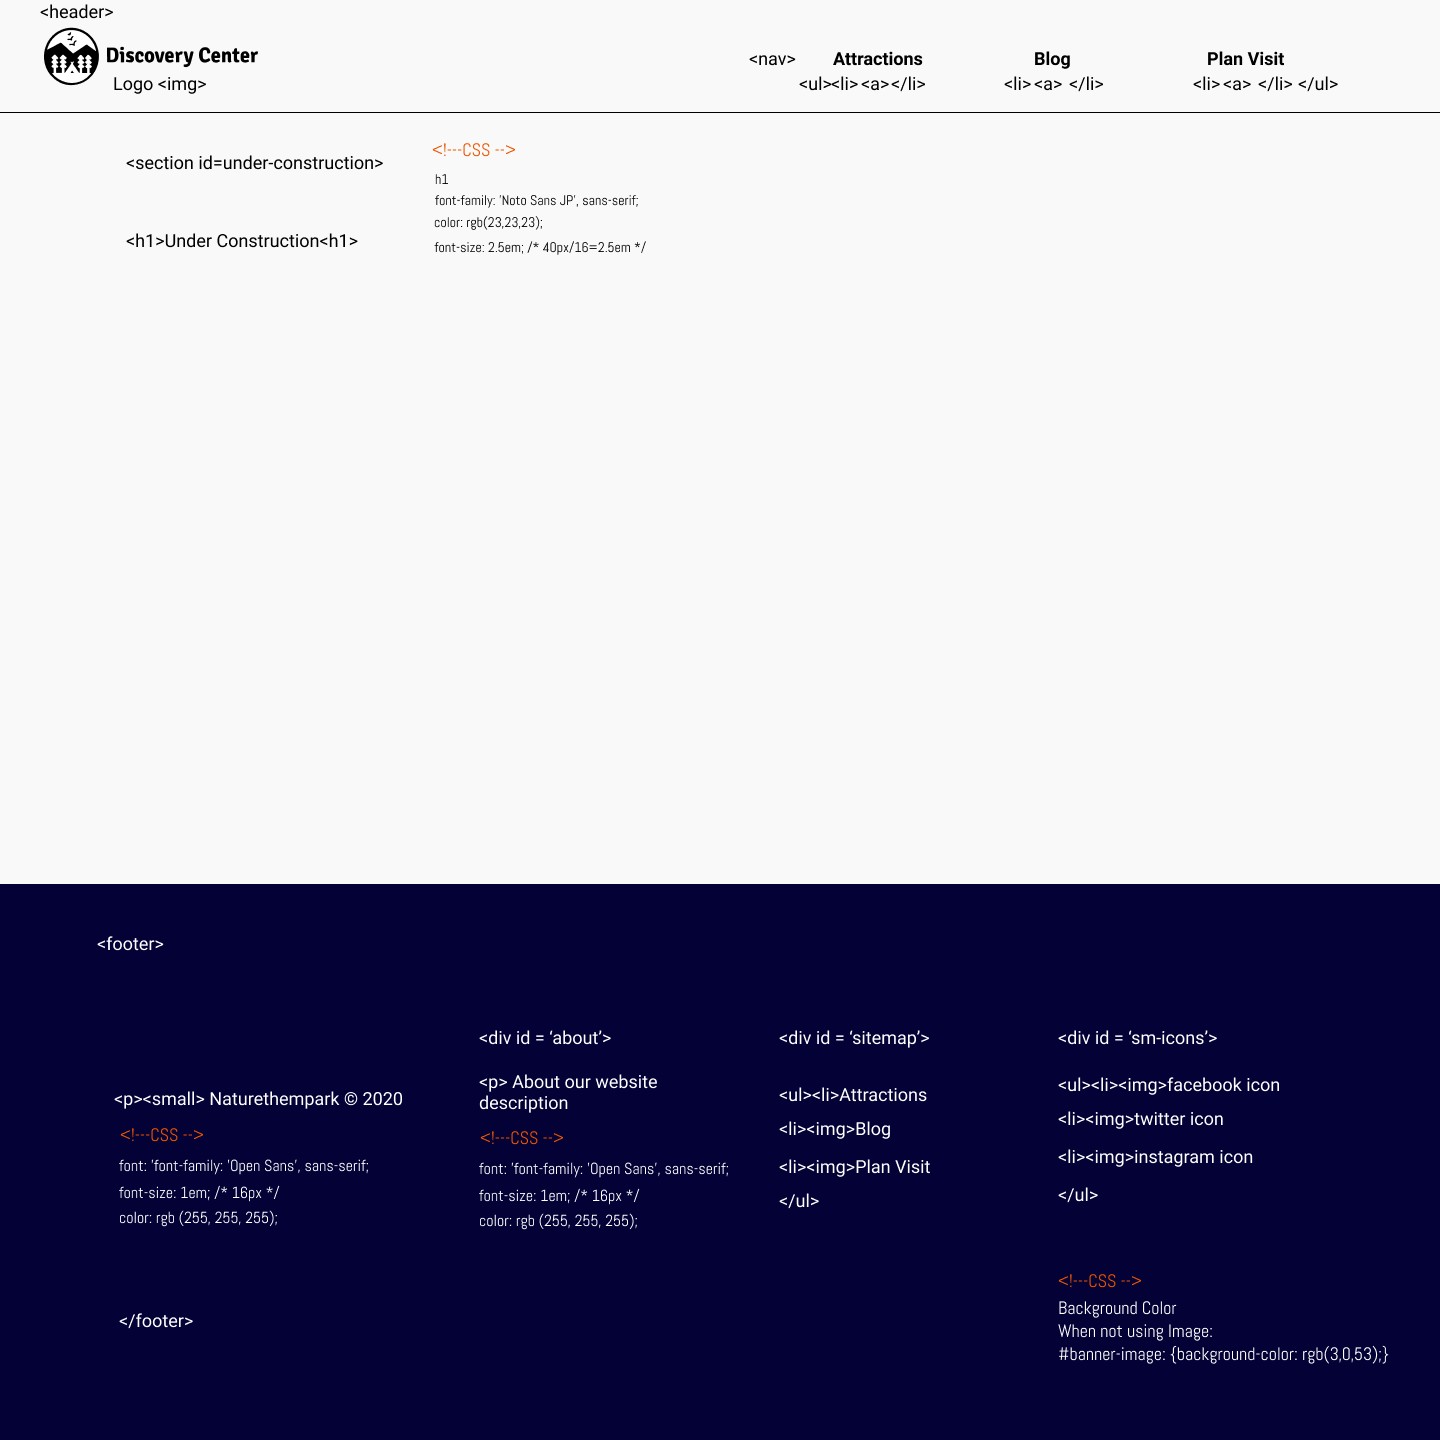 <header>
Discovery Center
Logo <img>
<nav> Attractions Blog Plan Visit
<ul><li> <a> </li> <li> <a> </li> <li> <a> </li> </ul>
<section id=under-construction>
<h1>Under Construction<h1>
<!---CSS -->
h1
font-family: 'Noto Sans JP', sans-serif;
color: rgb(23,23,23);
font-size: 2.5em; /* 40px/16=2.5em */
<footer>
<p><small> Naturethempark © 2020
<!---CSS -->
font: 'font-family: 'Open Sans', sans-serif;
font-size: 1em; /* 16px */
color: rgb (255, 255, 255);
<div id = ‘about’>
<p> About our website
description
<!---CSS -->
font: 'font-family: 'Open Sans', sans-serif;
font-size: 1em; /* 16px */
color: rgb (255, 255, 255);
<div id = ‘sitemap’>
<ul><li>Attractions
<li><img>Blog
<li><img>Plan Visit
</ul>
<div id = ‘sm-icons’>
<ul><li><img>facebook icon
<li><img>twitter icon
<li><img>instagram icon
</ul>
<!---CSS -->
Background Color
When not using Image:
#banner-image: {background-color: rgb(3,0,53);}
</footer>